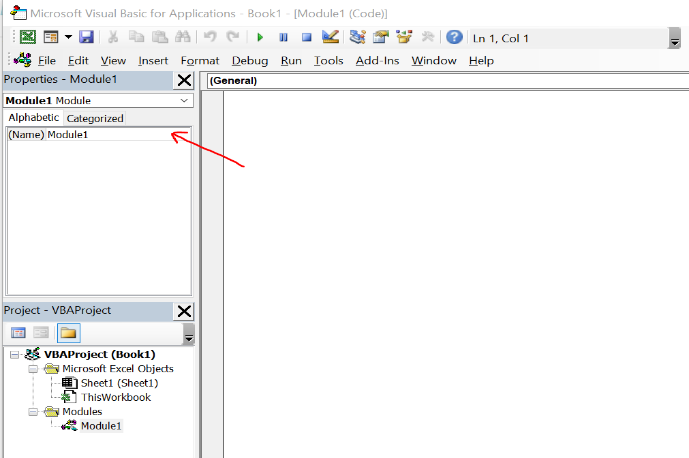 Microsoft Visual Basic for Applications - Book1 - [Module1 (Code)]
Ln 1, Col 1
File Edit View Insert Format Debug Run Tools Add-Ins Window Help
Properties - Module1
(General)
Module1 Module
Alphabetic Categorized
(Name) Module1
Project - VBAProject
VBAProject (Book1)
Microsoft Excel Objects
Sheet1 (Sheet1)
ThisWorkbook
Modules
Module1